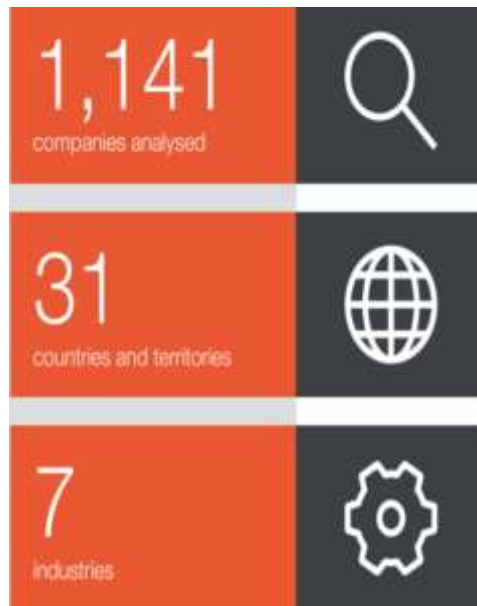 1,141
companies analysed
31
countries and territories
7
industries